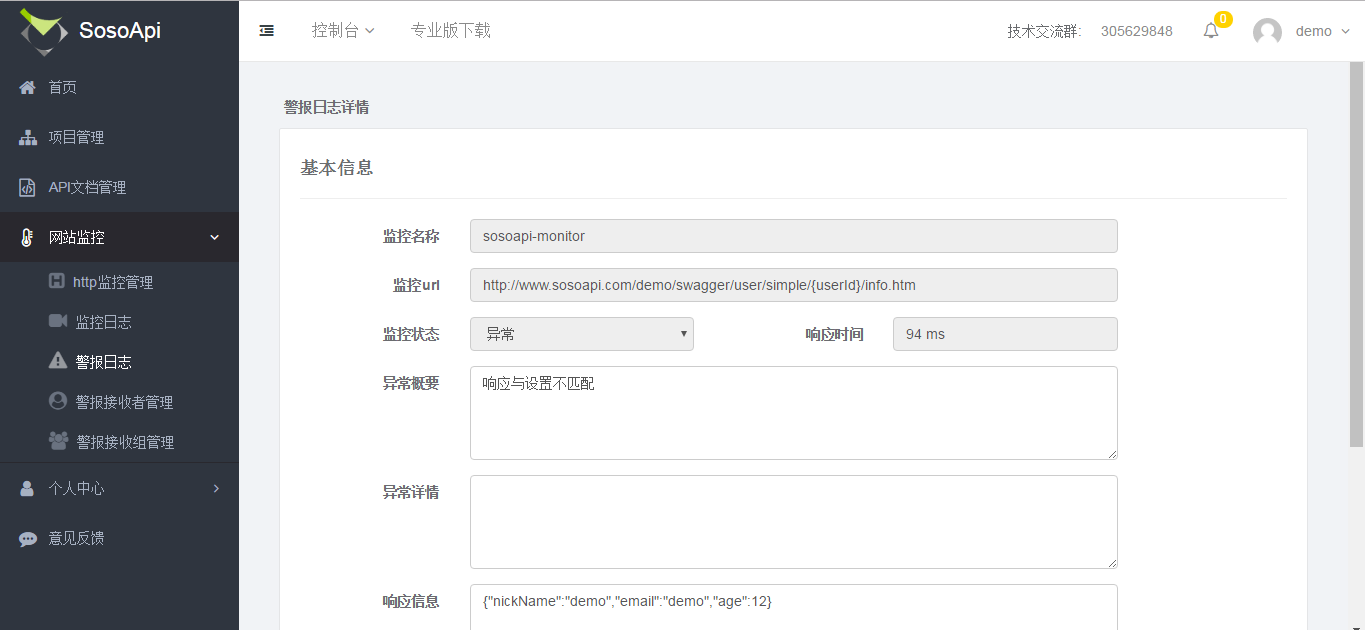 SosoApi
控制台
专业版下载
技术交流群:
305629848
0
demo
首页
项目管理
API文档管理
网站监控
http监控管理
监控日志
警报日志
警报接收者管理
警报接收组管理
个人中心
意见反馈
警报日志详情
基本信息
监控名称
sosoapi-monitor
监控url
http://www.sosoapi.com/demo/swagger/user/simple/{userId}/info.htm
监控状态
异常
响应时间
94 ms
异常概要
响应与设置不匹配
异常详情
响应信息
{"nickName":"demo","email":"demo","age":12}